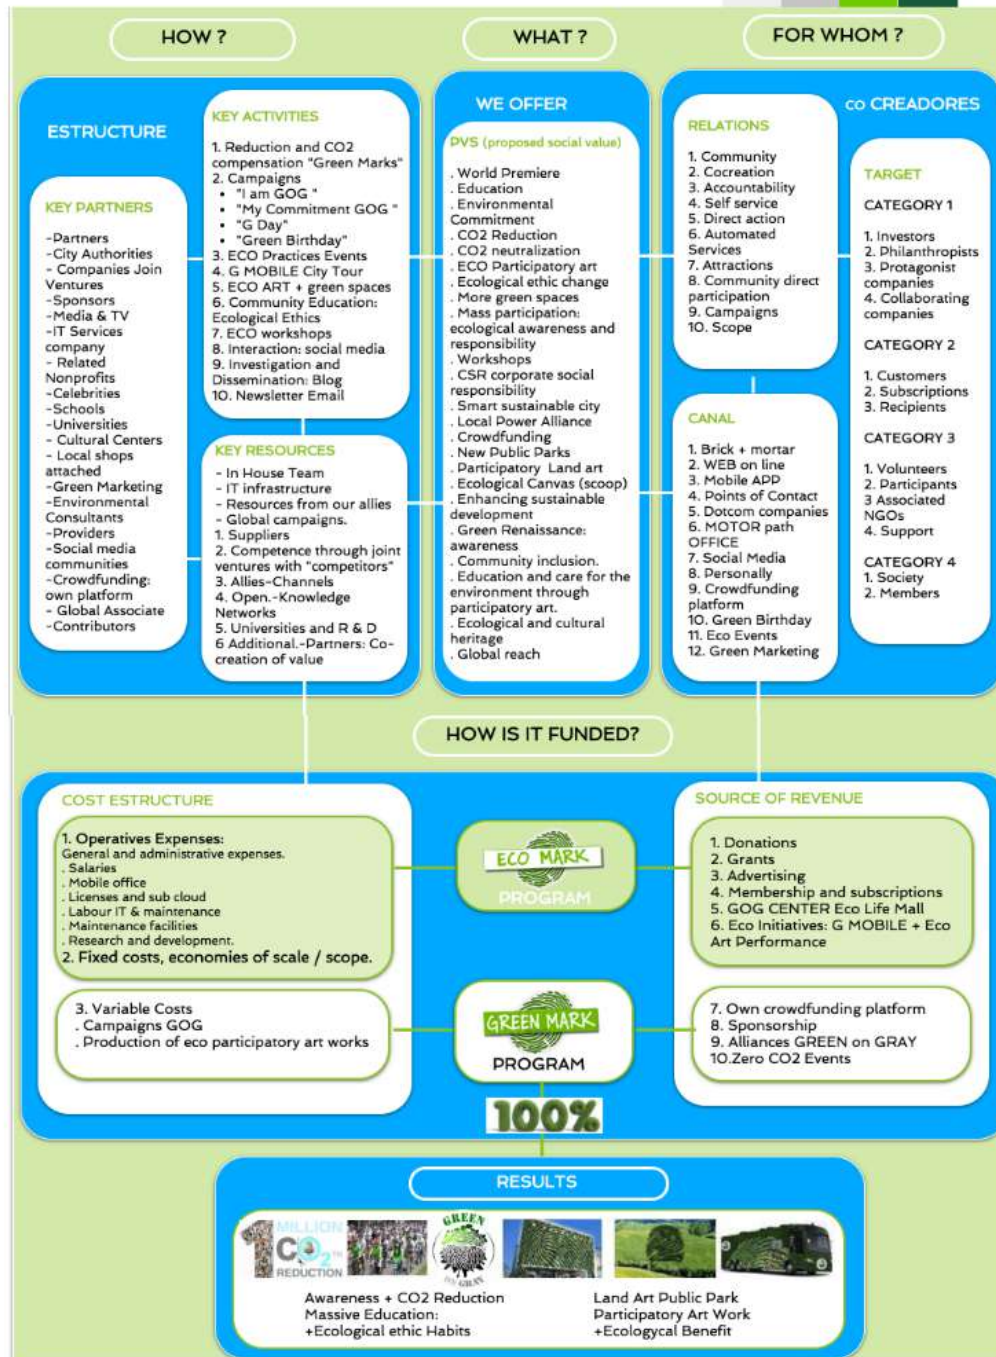 HOW ?
WHAT ?
FOR WHOM ?
ESTRUCTURE
KEY PARTNERS
-Partners
-City Authorities
- Companies Join
Ventures
-Sponsors
-Media & TV
-IT Services
company
- Related
Nonprofits
-Celebrities
-Schools
-Universities
- Cultural Centers
- Local shops
attached
-Green Marketing
-Environmental
Consultants
-Providers
-Social media
communities
-Crowdfunding:
own platform
- Global Associate
-Contributors
KEY ACTIVITIES
1. Reduction and CO2
compensation "Green Marks"
2. Campaigns
• "I am GOG "
• "My Commitment GOG "
• "G Day"
• "Green Birthday"
3. ECO Practices Events
4. G MOBILE City Tour
5. ECO ART + green spaces
6. Community Education:
Ecological Ethics
7. ECO workshops
8. Interaction: social media
9. Investigation and
Dissemination: Blog
10. Newsletter Email
KEY RESOURCES
- In House Team
- IT infrastructure
- Resources from our allies
- Global campaigns.
1. Suppliers
2. Competence through joint
ventures with "competitors"
3. Allies-Channels
4. Open.-Knowledge
Networks
5. Universities and R & D
6 Additional.-Partners: Co-
creation of value
WE OFFER
PVS (proposed social value)
. World Premiere
. Education
. Environmental
Commitment
. CO2 Reduction
. CO2 neutralization
. ECO Participatory art
. Ecological ethic change
. More green spaces
. Mass participation:
ecological awareness and
responsibility
. Workshops
. CSR corporate social
responsibility
. Smart sustainable city
. Local Power Alliance
. Crowdfunding
. New Public Parks
. Participatory Land art
. Ecological Canvas (scoop)
. Enhancing sustainable
development
. Green Renaissance:
awareness
. Community inclusion.
. Education and care for the
environment through
participatory art.
. Ecological and cultural
heritage
. Global reach
co CREADORES
RELATIONS
1. Community
2. Cocreation
3. Accountability
4. Self service
5. Direct action
6. Automated
Services
7. Attractions
8. Community direct
participation
9. Campaigns
10. Scope
CANAL
1. Brick + mortar
2. WEB on line
3. Mobile APP
4. Points of Contact
5. Dotcom companies
6. MOTOR path
OFFICE
7. Social Media
8. Personally
9. Crowdfunding
platform
10. Green Birthday
11. Eco Events
12. Green Marketing
TARGET
CATEGORY 1
1. Investors
2. Philanthropists
3. Protagonist
companies
4. Collaborating
companies
CATEGORY 2
1. Customers
2. Subscriptions
3. Recipients
CATEGORY 3
1. Volunteers
2. Participants
3 Associated
NGOs
4. Support
CATEGORY 4
1. Society
2. Members
HOW IS IT FUNDED?
COST ESTRUCTURE
1. Operatives Expenses:
General and administrative expenses.
. Salaries
. Mobile office
. Licenses and sub cloud
. Labour IT & maintenance
. Maintenance facilities
. Research and development.
2. Fixed costs, economies of scale / scope.
3. Variable Costs
. Campaigns GOG
. Production of eco participatory art works
ECO MARK
PROGRAM
GREEN MARK
PROGRAM
100%
SOURCE OF REVENUE
1. Donations
2. Grants
3. Advertising
4. Membership and subscriptions
5. GOG CENTER Eco Life Mall
6. Eco Initiatives: G MOBILE + Eco
Art Performance
7. Own crowdfunding platform
8. Sponsorship
9. Alliances GREEN on GRAY
10.Zero CO2 Events
RESULTS
1 MILLION
CO2™
REDUCTION
GREEN
ON GRAY
Awareness + CO2 Reduction
Massive Education:
+Ecological ethic Habits
Land Art Public Park
Participatory Art Work
+Ecologycal Benefit